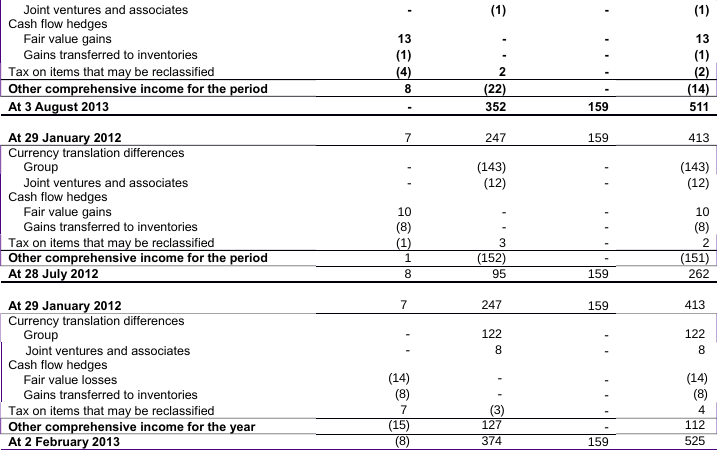 Joint ventures and associates - (1) - (1)
Cash flow hedges
Fair value gains 13 - - 13
Gains transferred to inventories (1) - - (1)
Tax on items that may be reclassified (4) 2 - (2)
Other comprehensive income for the period 8 (22) - (14)
At 3 August 2013 - 352 159 511
At 29 January 2012 7 247 159 413
Currency translation differences
Group - (143) - (143)
Joint ventures and associates - (12) - (12)
Cash flow hedges
Fair value gains 10 - - 10
Gains transferred to inventories (8) - - (8)
Tax on items that may be reclassified (1) 3 - 2
Other comprehensive income for the period 1 (152) - (151)
At 28 July 2012 8 95 159 262
At 29 January 2012 7 247 159 413
Currency translation differences
Group - 122 - 122
Joint ventures and associates - 8 - 8
Cash flow hedges
Fair value losses (14) - - (14)
Gains transferred to inventories (8) - - (8)
Tax on items that may be reclassified 7 (3) - 4
Other comprehensive income for the year (15) 127 - 112
At 2 February 2013 (8) 374 159 525